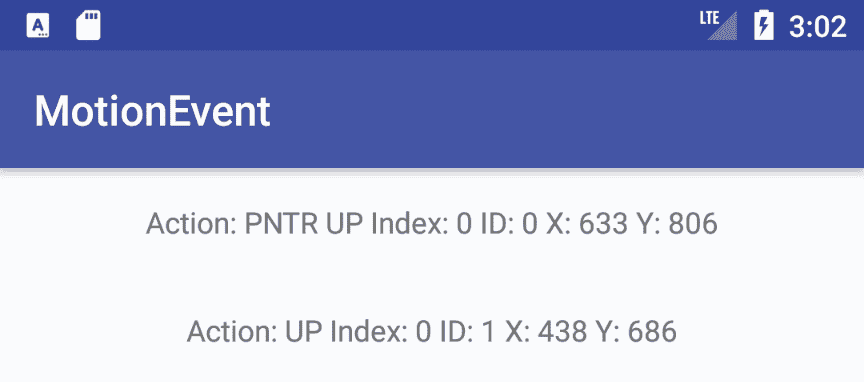 A LTE 3:02
MotionEvent
Action: PNTR UP Index: 0 ID: 0 X: 633 Y: 806
Action: UP Index: 0 ID: 1 X: 438 Y: 686